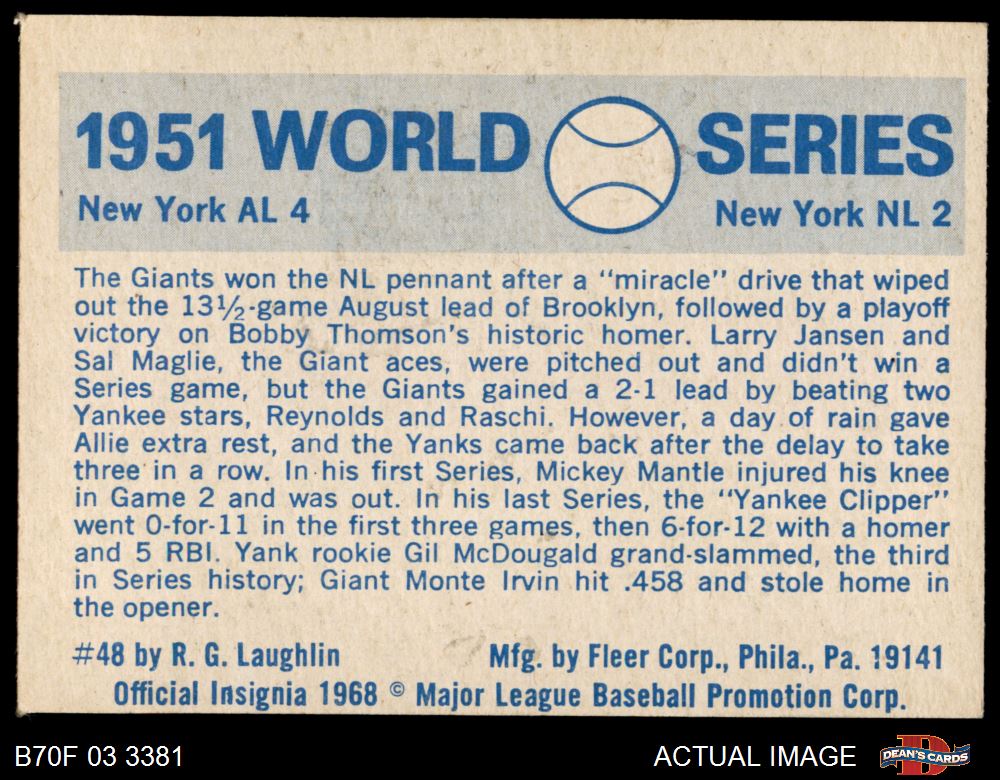 1951 WORLD SERIES
New York AL 4 New York NL 2
The Giants won the NL pennant after a "miracle" drive that wiped
out the 13½-game August lead of Brooklyn, followed by a playoff
victory on Bobby Thomson's historic homer. Larry Jansen and
Sal Maglie, the Giant aces, were pitched out and didn't win a
Series game, but the Giants gained a 2-1 lead by beating two
Yankee stars, Reynolds and Raschi. However, a day of rain gave
Allie extra rest, and the Yanks came back after the delay to take
three in a row. In his first Series, Mickey Mantle injured his knee
in Game 2 and was out. In his last Series, the "Yankee Clipper"
went 0-for-11 in the first three games, then 6-for-12 with a homer
and 5 RBI. Yank rookie Gil McDougald grand-slammed, the third
in Series history; Giant Monte Irvin hit .458 and stole home in
the opener.
#48 by R. G. Laughlin Mfg. by Fleer Corp., Phila., Pa. 19141
Official Insignia 1968 © Major League Baseball Promotion Corp.
B70F 03 3381 ACTUAL IMAGE DEAN'S CARDS